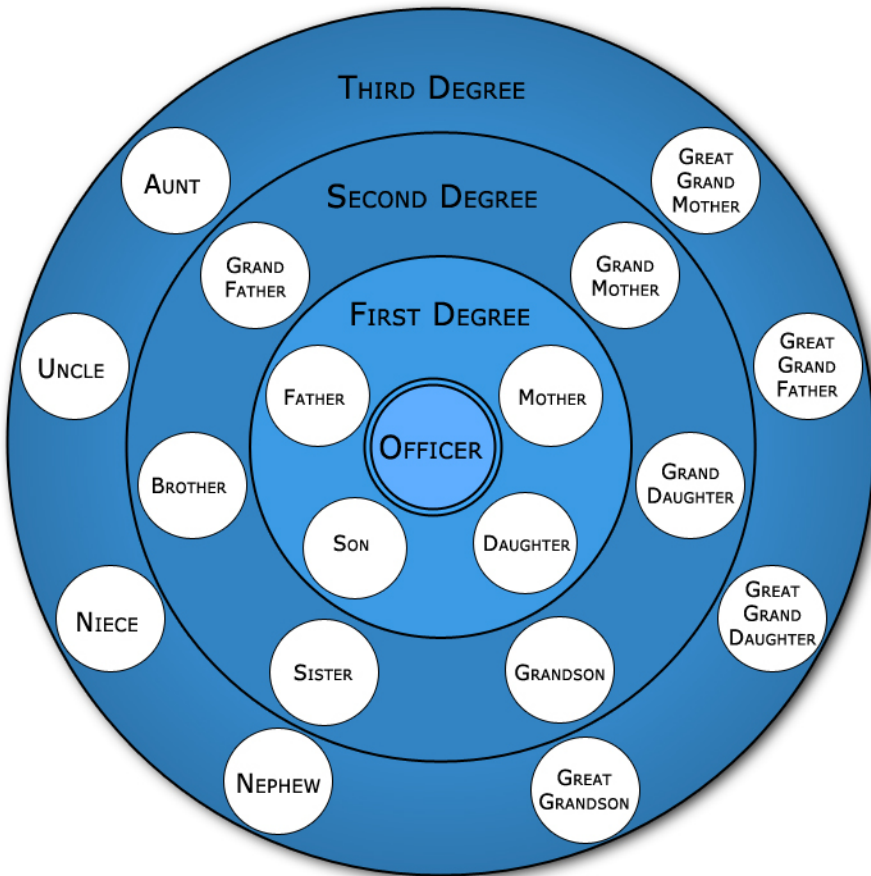 THIRD DEGREE
AUNT
GREAT
GRAND
MOTHER
SECOND DEGREE
GRAND
FATHER
GRAND
MOTHER
FIRST DEGREE
UNCLE
GREAT
GRAND
FATHER
FATHER
MOTHER
OFFICER
BROTHER
GRAND
DAUGHTER
SON
DAUGHTER
NIECE
GREAT
GRAND
DAUGHTER
SISTER
GRANDSON
NEPHEW
GREAT
GRANDSON